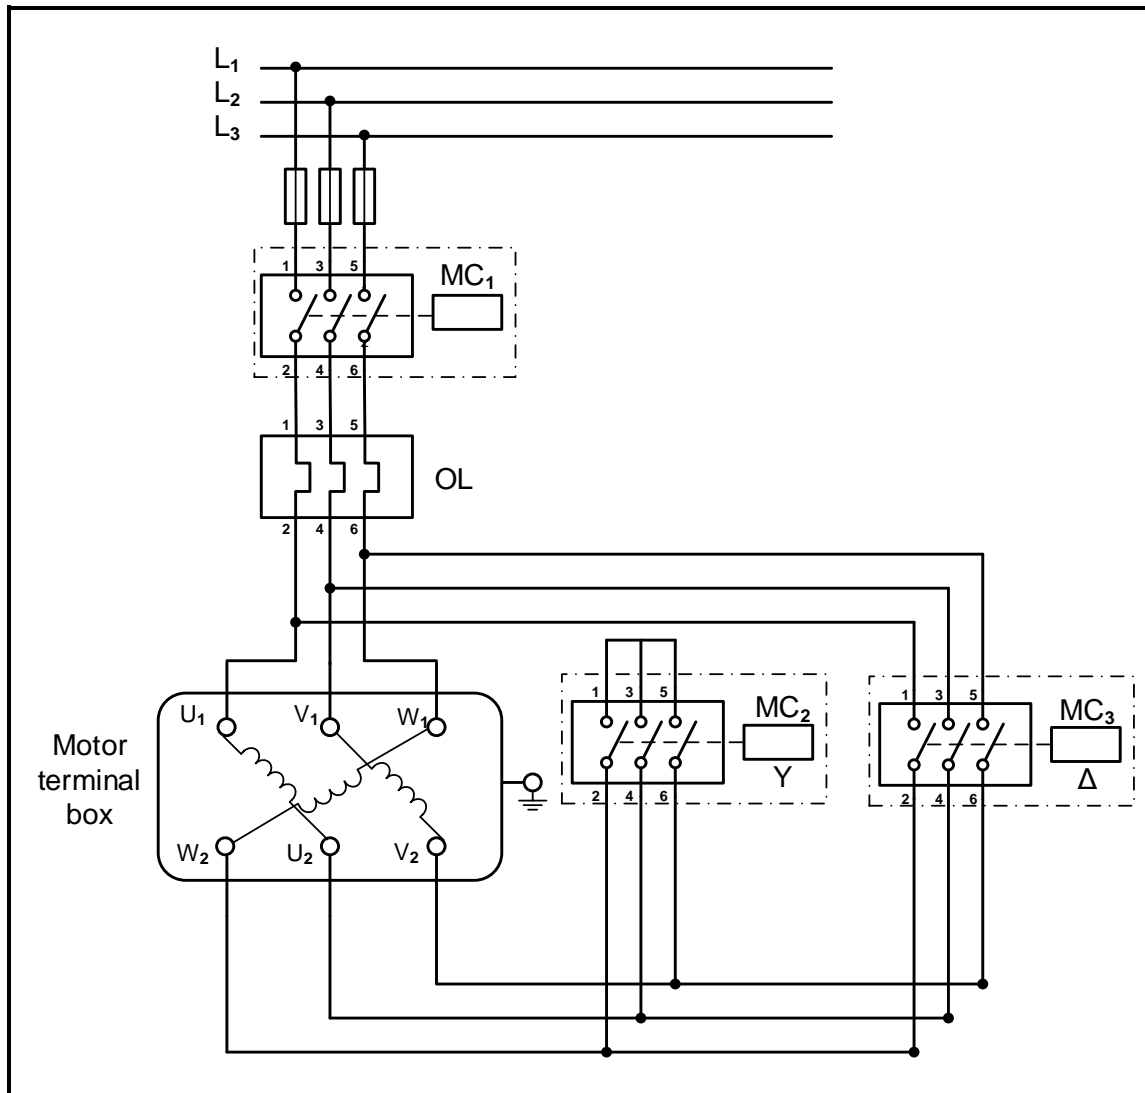 L₁
L₂
L₃
1 3 5
MC₁
2 4 6
1 3 5
OL
2 4 6
1 3 5
MC₂
2 4 6
Y
1 3 5
MC₃
2 4 6
Δ
U₁ V₁ W₁
Motor
terminal
box
W₂ U₂ V₂